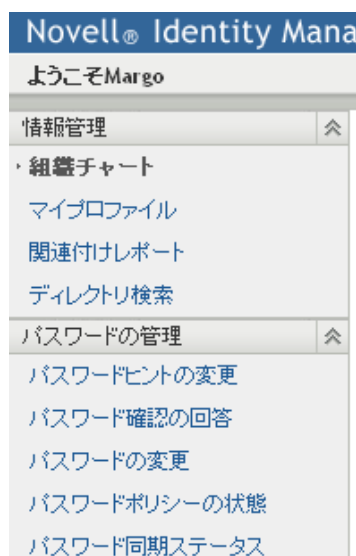 Novell® Identity Mana
ようこそMargo
情報管理
組織チャート
マイプロファイル
関連付けレポート
ディレクトリ検索
パスワードの管理
パスワードヒントの変更
パスワード確認の回答
パスワードの変更
パスワードポリシーの状態
パスワード同期ステータス